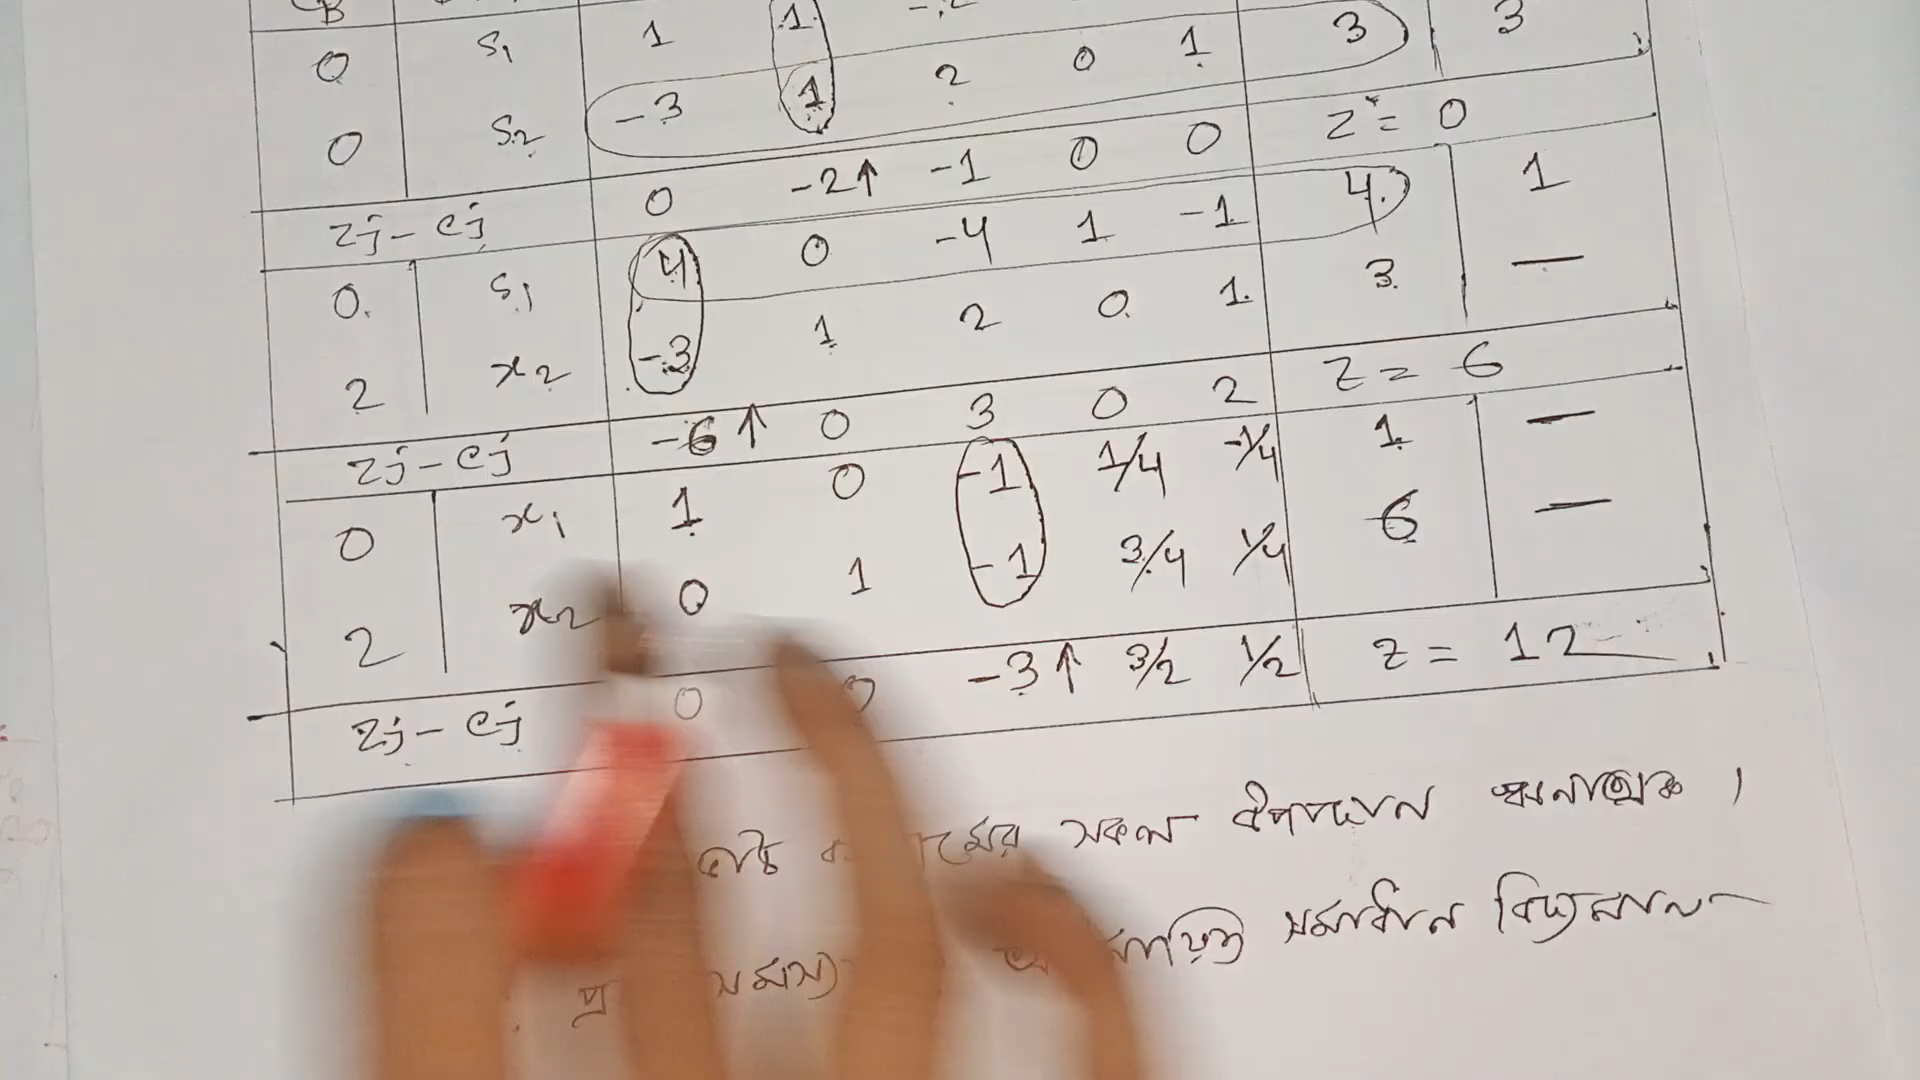 B
0 S₁ 1 1 -2
0 S₂ -3 1 2 0 1 3 3
zj - cj 0 -2↑ -1 0 0 z* = 0
0 S₁ 4 0 -4 1 -1 4 1
2 x₂ -3 1 2 0 1 3 —
zj - cj -6↑ 0 3 0 2 z = 6
0 x₁ 1 0 -1 1/4 -1/4 1 —
2 x₂ 0 1 -1 3/4 1/4 6 —
zj - cj 0 0 -3↑ 3/2 1/2 z = 12
সকল উপাদান ঋনাত্মক ।
সমাধান বিদ্যমান